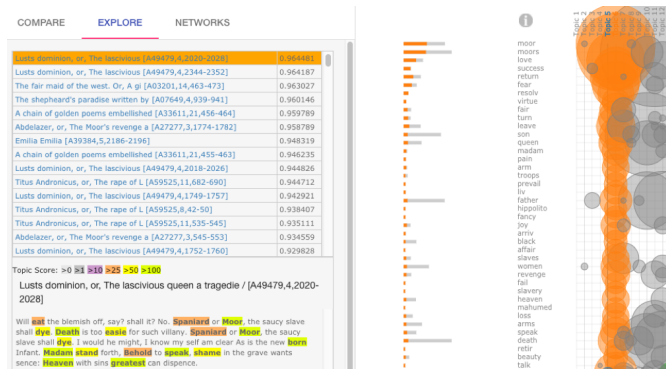 COMPARE EXPLORE NETWORKS
Lusts dominion, or, The lascivious [A49479,4,2020-2028] 0.964481
Lusts dominion, or, The lascivious [A49479,4,2344-2352] 0.964187
The fair maid of the west. Or, A gi [A03201,14,463-473] 0.963027
The shepheard's paradise written by [A07649,4,939-941] 0.960146
A chain of golden poems embellished [A33611,21,456-464] 0.959789
Abdelazer, or, The Moor's revenge a [A27277,3,1774-1782] 0.958789
Emilia Emilia [A39384,5,2186-2196] 0.948319
A chain of golden poems embellished [A33611,21,455-463] 0.946235
Lusts dominion, or, The lascivious [A49479,4,2018-2026] 0.944826
Titus Andronicus, or, The rape of L [A59525,11,682-690] 0.944712
Lusts dominion, or, The lascivious [A49479,4,1749-1757] 0.942921
Titus Andronicus, or, The rape of L [A59525,8,42-50] 0.938407
Titus Andronicus, or, The rape of L [A59525,11,535-545] 0.935111
Abdelazer, or, The Moor's revenge a [A27277,3,545-553] 0.934559
Lusts dominion, or, The lascivious [A49479,4,1752-1760] 0.929828
Topic Score: >0 >1 >10 >25 >50 >100
Lusts dominion, or, The lascivious queen a tragedie / [A49479,4,2020-
2028]
Will eat the blemish off, say? shall it? No. Spaniard or Moor, the saucy slave
shall dye. Death is too easie for such villany. Spaniard or Moor, the saucy
slave shall dye. I would he might, I know my self am clear As is the new born
Infant. Madam stand forth, Behold to speak, shame in the grave wants
sence: Heaven with sins greatest can dispence.
i
Topic 1
Topic 2
Topic 5
moor
moors
love
success
return
fear
resolv
virtue
fair
turn
leave
son
queen
madam
pain
arm
troops
prevail
liv
father
hippolito
fancy
joy
arriv
black
affair
slaves
women
revenge
fail
slavery
heaven
mahumed
loss
arms
speak
death
retir
beauty
talk